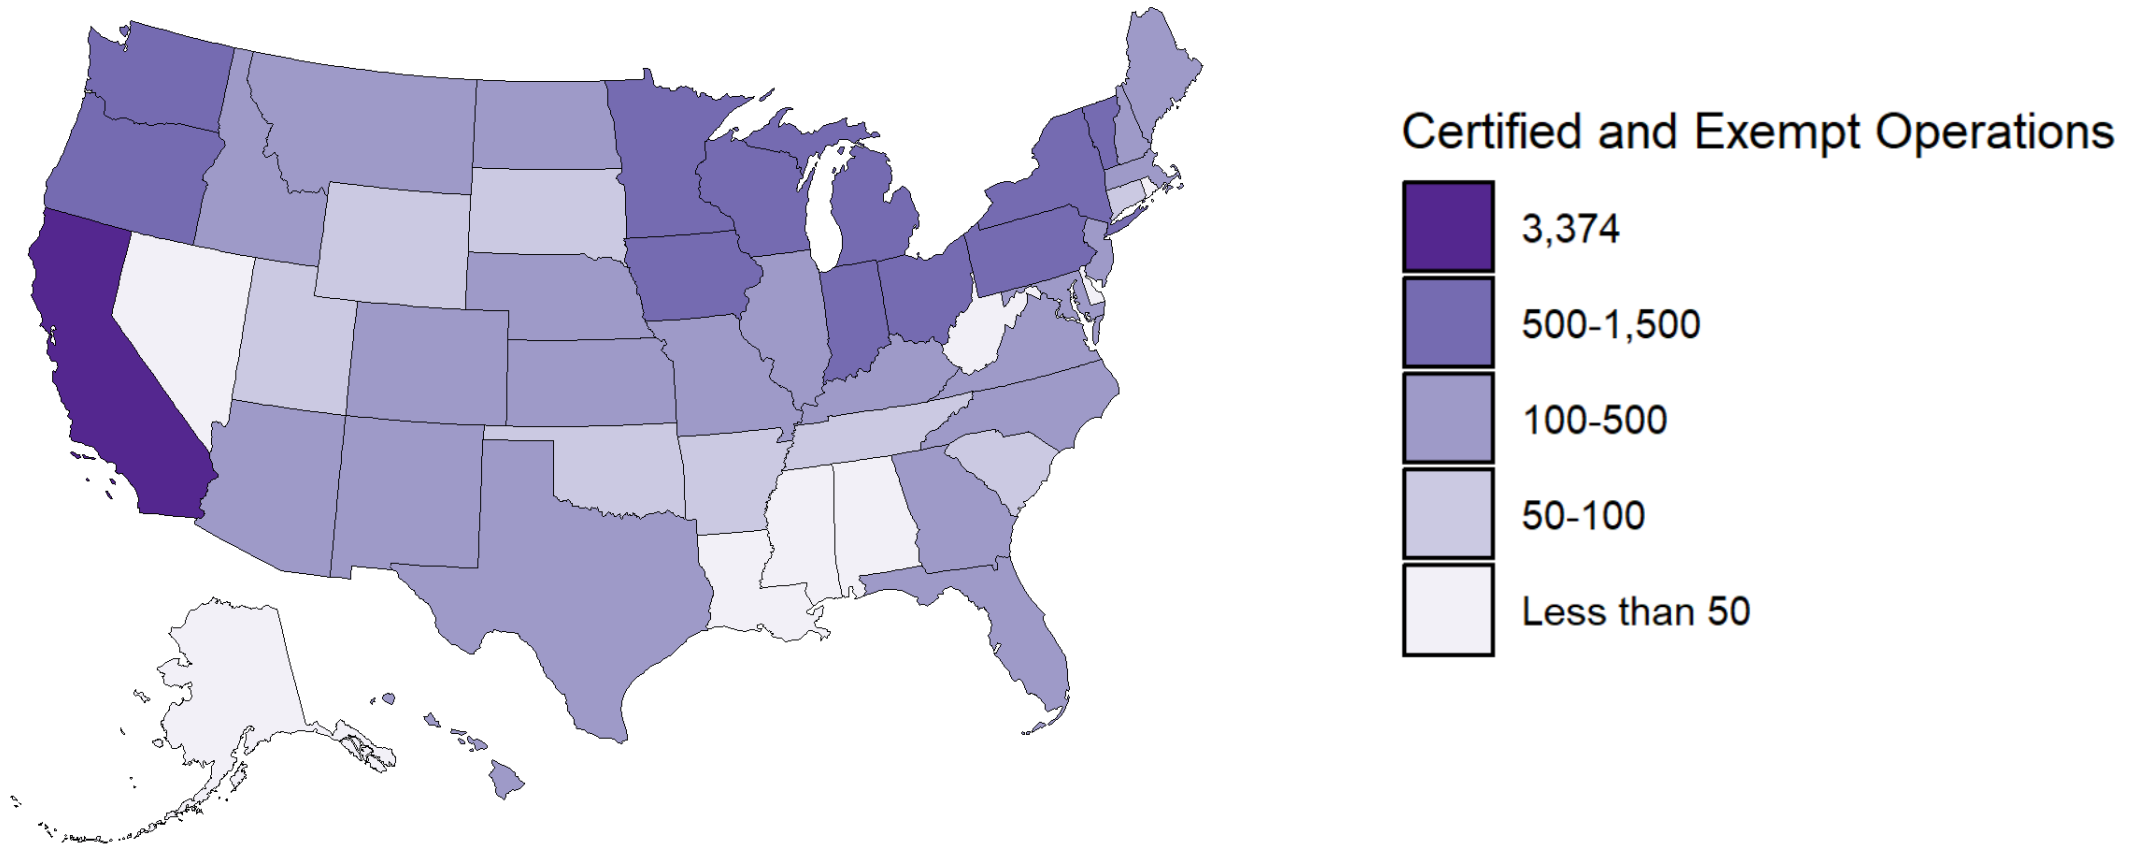 Certified and Exempt Operations
3,374
500-1,500
100-500
50-100
Less than 50